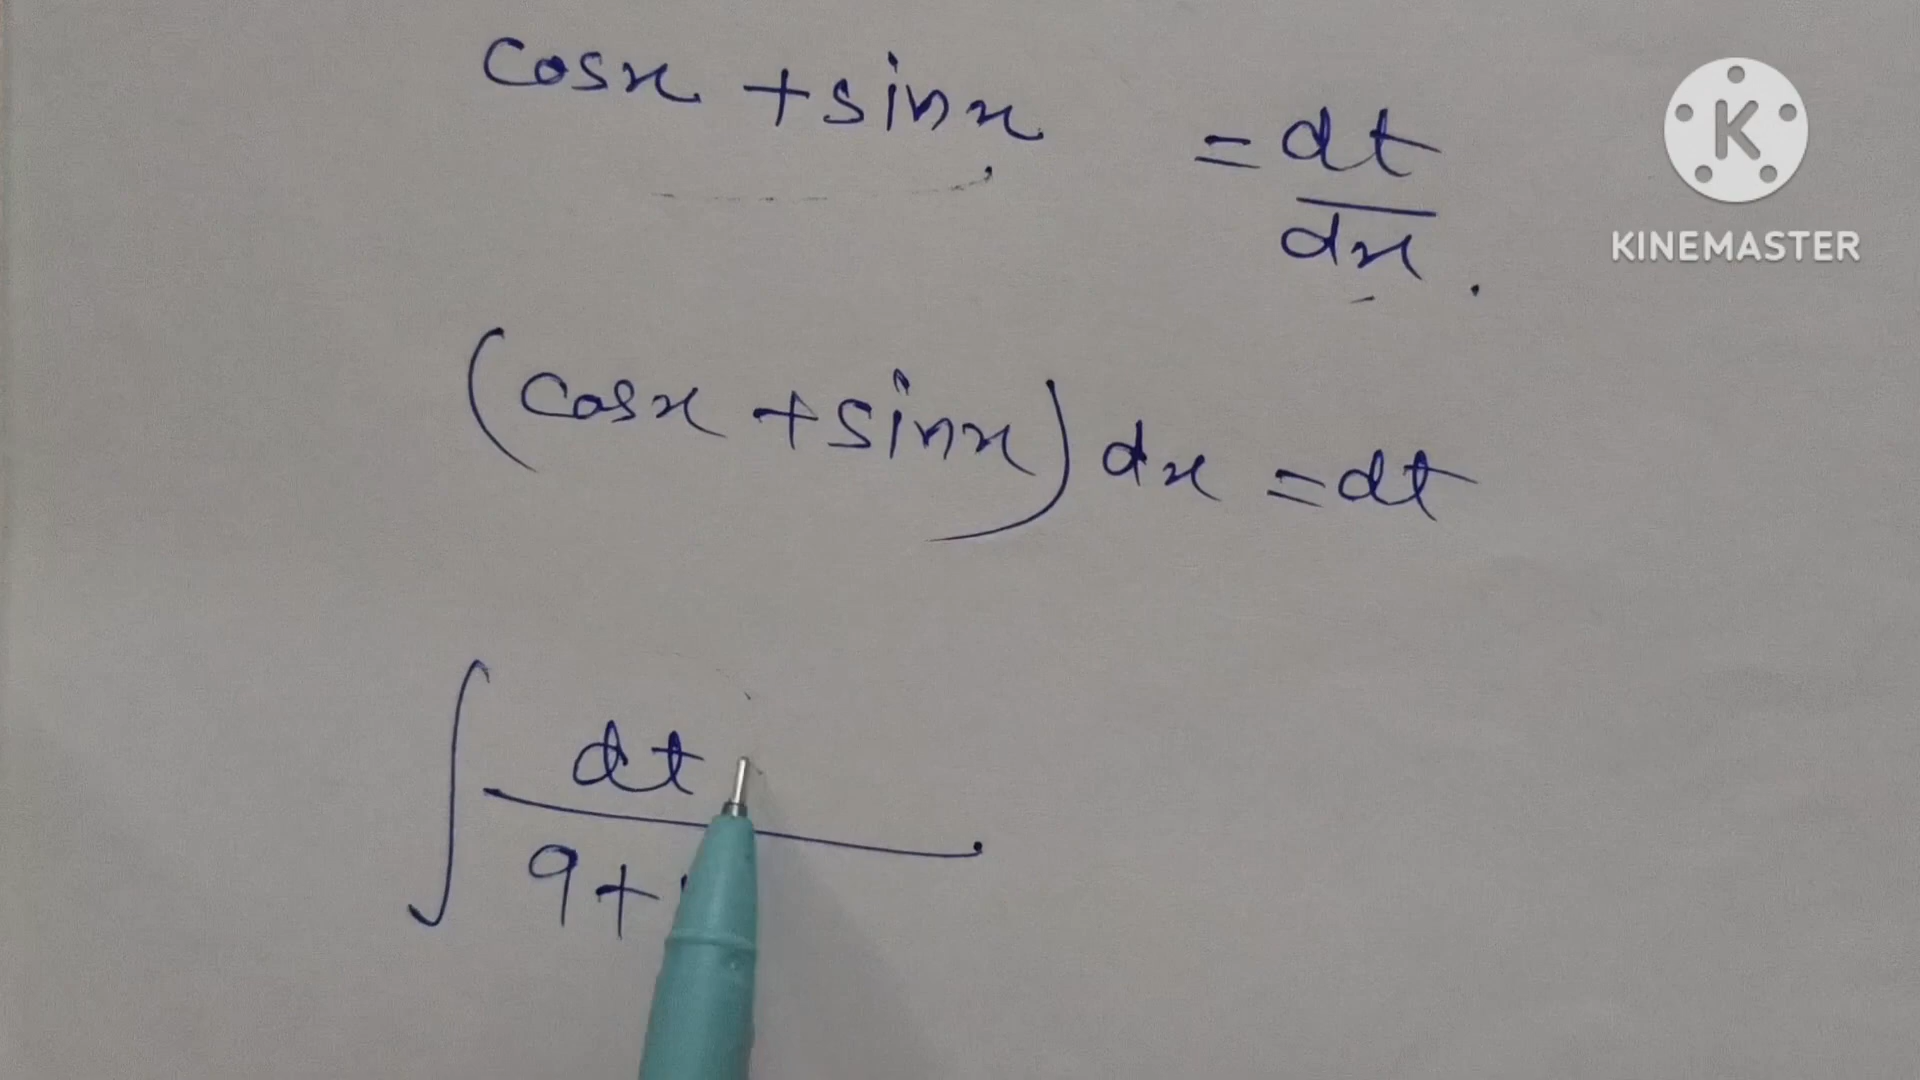 cosx + sinx = dt
dx
KINEMASTER
(cosx + sinx) dx = dt
∫ dt
9+